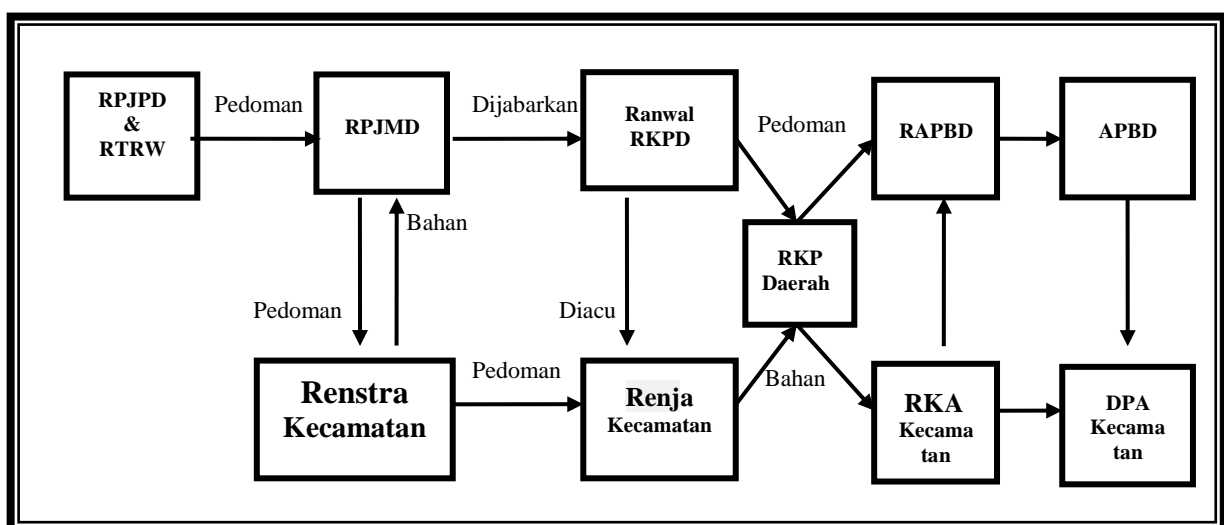 RPJPD
&
RTRW
Pedoman
RPJMD
Dijabarkan
Ranwal
RKPD
Pedoman
RAPBD
APBD
Bahan
RKP
Daerah
Pedoman
Diacu
Renstra
Kecamatan
Pedoman
Renja
Kecamatan
Bahan
RKA
Kecama
tan
DPA
Kecama
tan